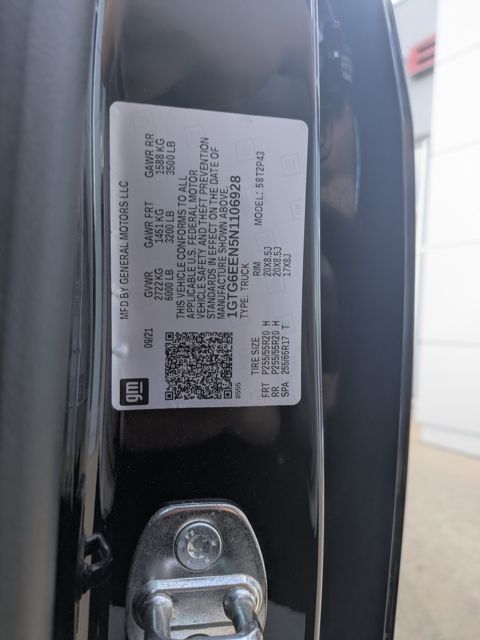 gm
MFD BY GENERAL MOTORS LLC
09/21
GVWR GAWR FRT GAWR RR
2722 KG 1451 KG 1588 KG
6000 LB 3200 LB 3500 LB
THIS VEHICLE CONFORMS TO ALL
APPLICABLE U.S. FEDERAL MOTOR
VEHICLE SAFETY AND THEFT PREVENTION
STANDARDS IN EFFECT ON THE DATE OF
MANUFACTURE SHOWN ABOVE.
1GTG6EEN5N1106928
TYPE: TRUCK MODEL: 58T2P43
TIRE SIZE RIM
FRT P255/55R20 H 20X8.5J
RR P255/55R20 H 20X8.5J
SPA 255/65R17 T 17X8J